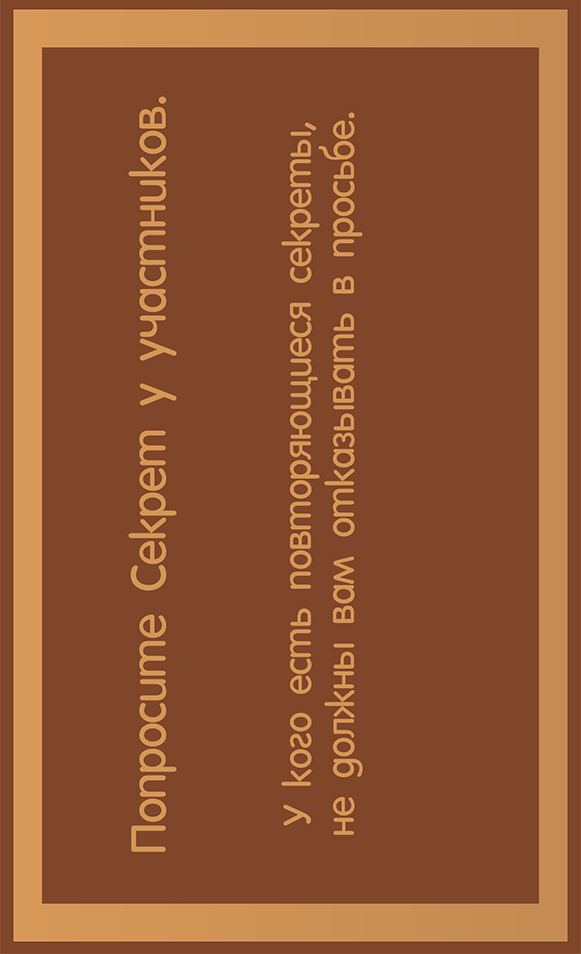 Попросите Секрет у участников.
У кого есть повторяющиеся секреты,
не должны вам отказывать в просьбе.